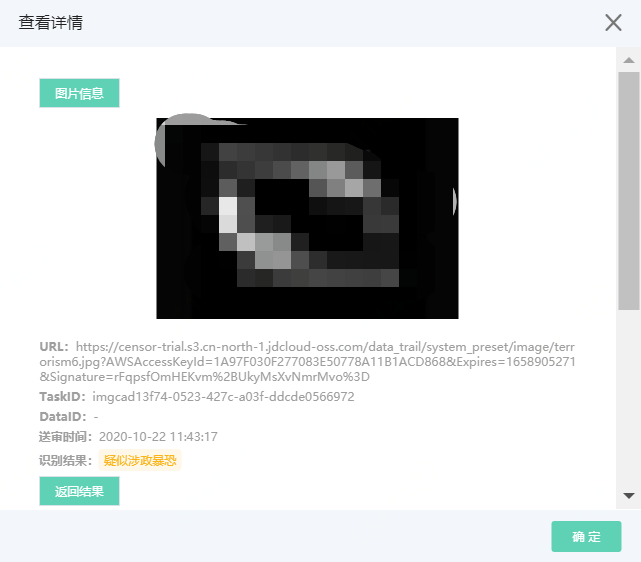 查看详情
图片信息
URL：https://censor-trial.s3.cn-north-1.jdcloud-oss.com/data_trail/system_preset/image/terr
orism6.jpg?AWSAccessKeyId=1A97F030F277083E50778A11B1ACD868&Expires=1658905271
&Signature=rFqpsfOmHEKvm%2BUkyMsXvNmrMvo%3D
TaskID：imgcad13f74-0523-427c-a03f-ddcde0566972
DataID：-
送审时间：2020-10-22 11:43:17
识别结果：疑似涉政暴恐
返回结果
确 定